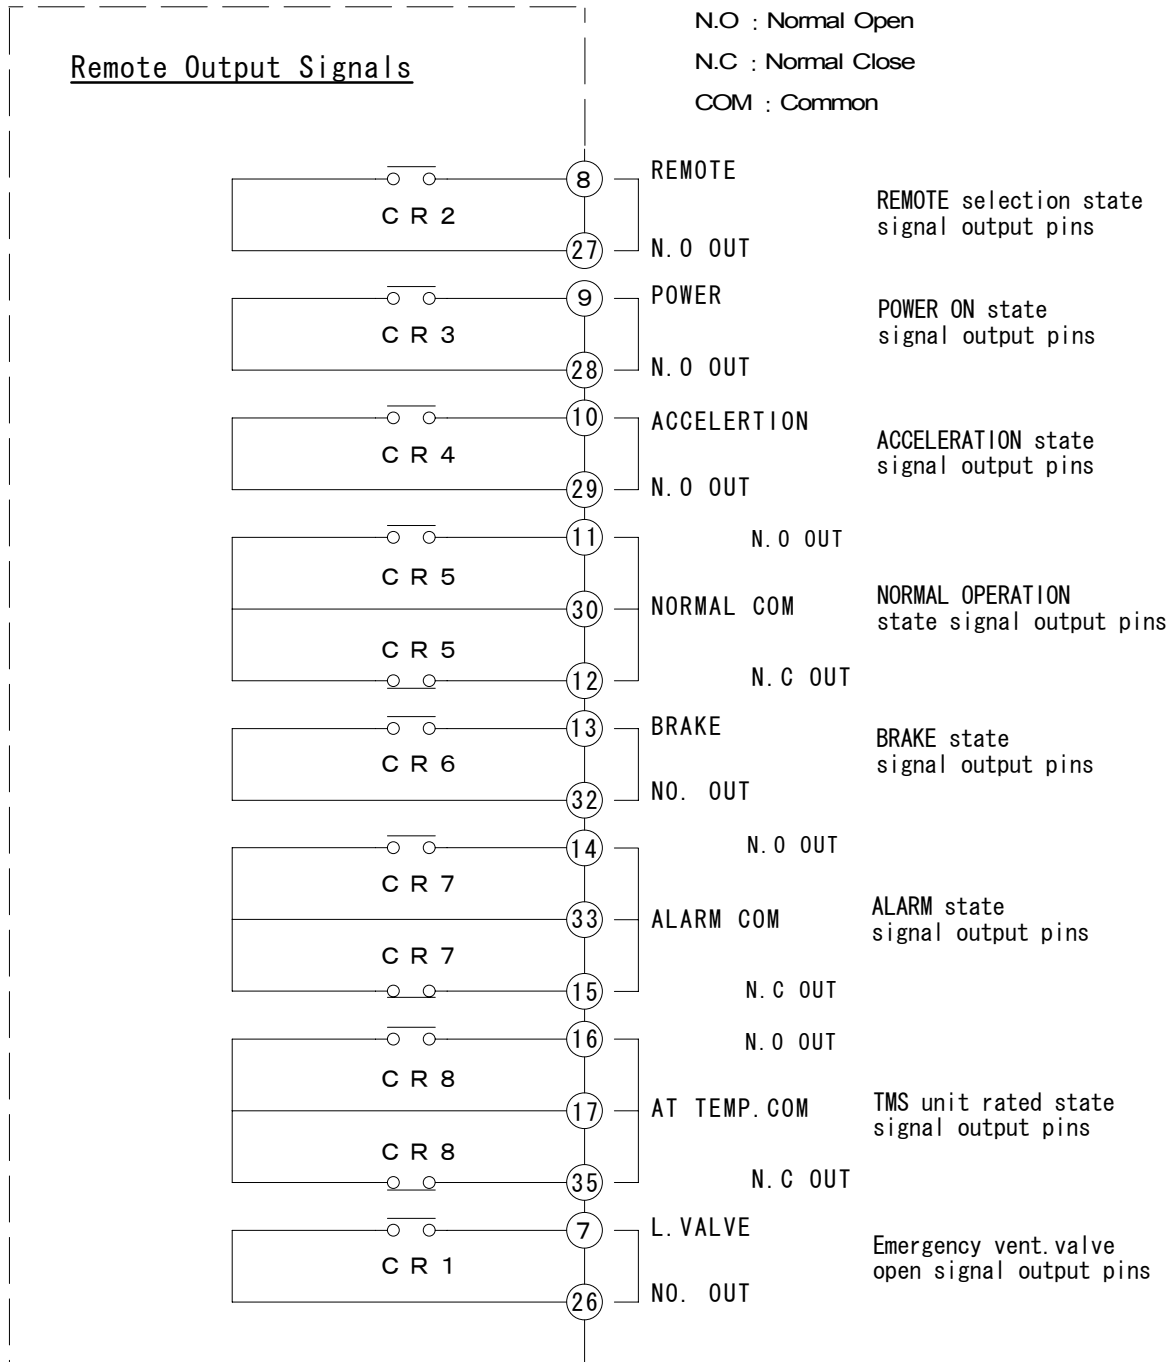 N.O : Normal Open
Remote Output Signals
N.C : Normal Close
COM : Common
8 REMOTE
CR2
REMOTE selection state
signal output pins
27 N.O OUT
9 POWER
CR3
POWER ON state
signal output pins
28 N.O OUT
10 ACCELERTION
CR4
ACCELERATION state
signal output pins
29 N.O OUT
11 N.O OUT
CR5
30 NORMAL COM
NORMAL OPERATION
state signal output pins
CR5
12 N.C OUT
13 BRAKE
CR6
BRAKE state
signal output pins
32 NO. OUT
14 N.O OUT
CR7
33 ALARM COM
ALARM state
signal output pins
CR7
15 N.C OUT
16 N.O OUT
CR8
17 AT TEMP.COM
TMS unit rated state
signal output pins
CR8
35 N.C OUT
7 L.VALVE
CR1
Emergency vent.valve
open signal output pins
26 NO. OUT